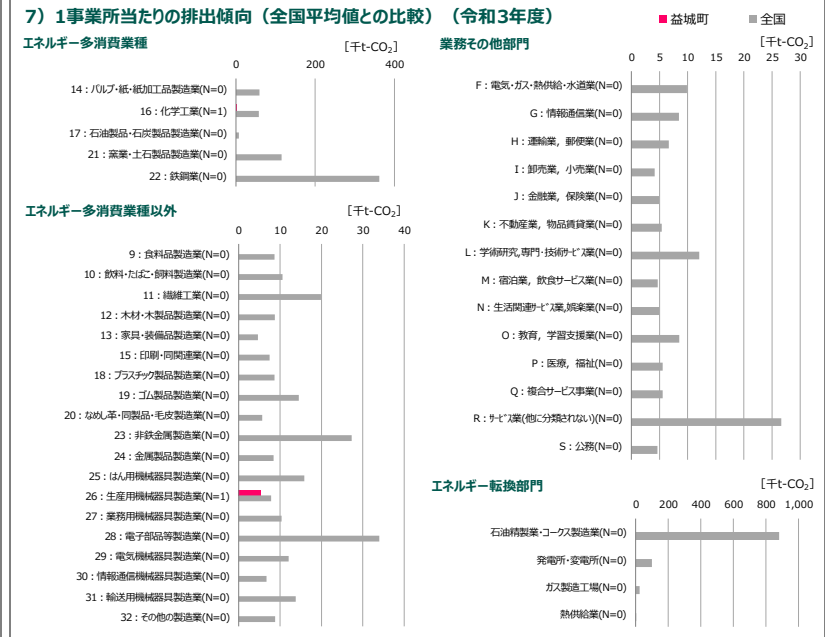 7）1事業所当たりの排出傾向（全国平均値との比較）（令和3年度）
益城町
全国
エネルギー多消費業種
［千t-CO₂］
0 200 400
14：パルプ・紙・紙加工品製造業(N=0)
16：化学工業(N=1)
17：石油製品・石炭製品製造業(N=0)
21：窯業・土石製品製造業(N=0)
22：鉄鋼業(N=0)
エネルギー多消費業種以外
［千t-CO₂］
0 10 20 30 40
9：食料品製造業(N=0)
10：飲料・たばこ・飼料製造業(N=0)
11：繊維工業(N=0)
12：木材・木製品製造業(N=0)
13：家具・装備品製造業(N=0)
15：印刷・同関連業(N=0)
18：プラスチック製品製造業(N=0)
19：ゴム製品製造業(N=0)
20：なめし革・同製品・毛皮製造業(N=0)
23：非鉄金属製造業(N=0)
24：金属製品製造業(N=0)
25：はん用機械器具製造業(N=0)
26：生産用機械器具製造業(N=1)
27：業務用機械器具製造業(N=0)
28：電子部品等製造業(N=0)
29：電気機械器具製造業(N=0)
30：情報通信機械器具製造業(N=0)
31：輸送用機械器具製造業(N=0)
32：その他の製造業(N=0)
業務その他部門
［千t-CO₂］
0 5 10 15 20 25 30
F：電気・ガス・熱供給・水道業(N=0)
G：情報通信業(N=0)
H：運輸業，郵便業(N=0)
I：卸売業，小売業(N=0)
J：金融業，保険業(N=0)
K：不動産業，物品賃貸業(N=0)
L：学術研究,専門・技術ｻｰﾋﾞｽ業(N=0)
M：宿泊業，飲食サービス業(N=0)
N：生活関連ｻｰﾋﾞｽ業,娯楽業(N=0)
O：教育，学習支援業(N=0)
P：医療，福祉(N=0)
Q：複合サービス事業(N=0)
R：ｻｰﾋﾞｽ業(他に分類されない)(N=0)
S：公務(N=0)
エネルギー転換部門
［千t-CO₂］
0 200 400 600 800 1,000
石油精製業・コークス製造業(N=0)
発電所・変電所(N=0)
ガス製造工場(N=0)
熱供給業(N=0)